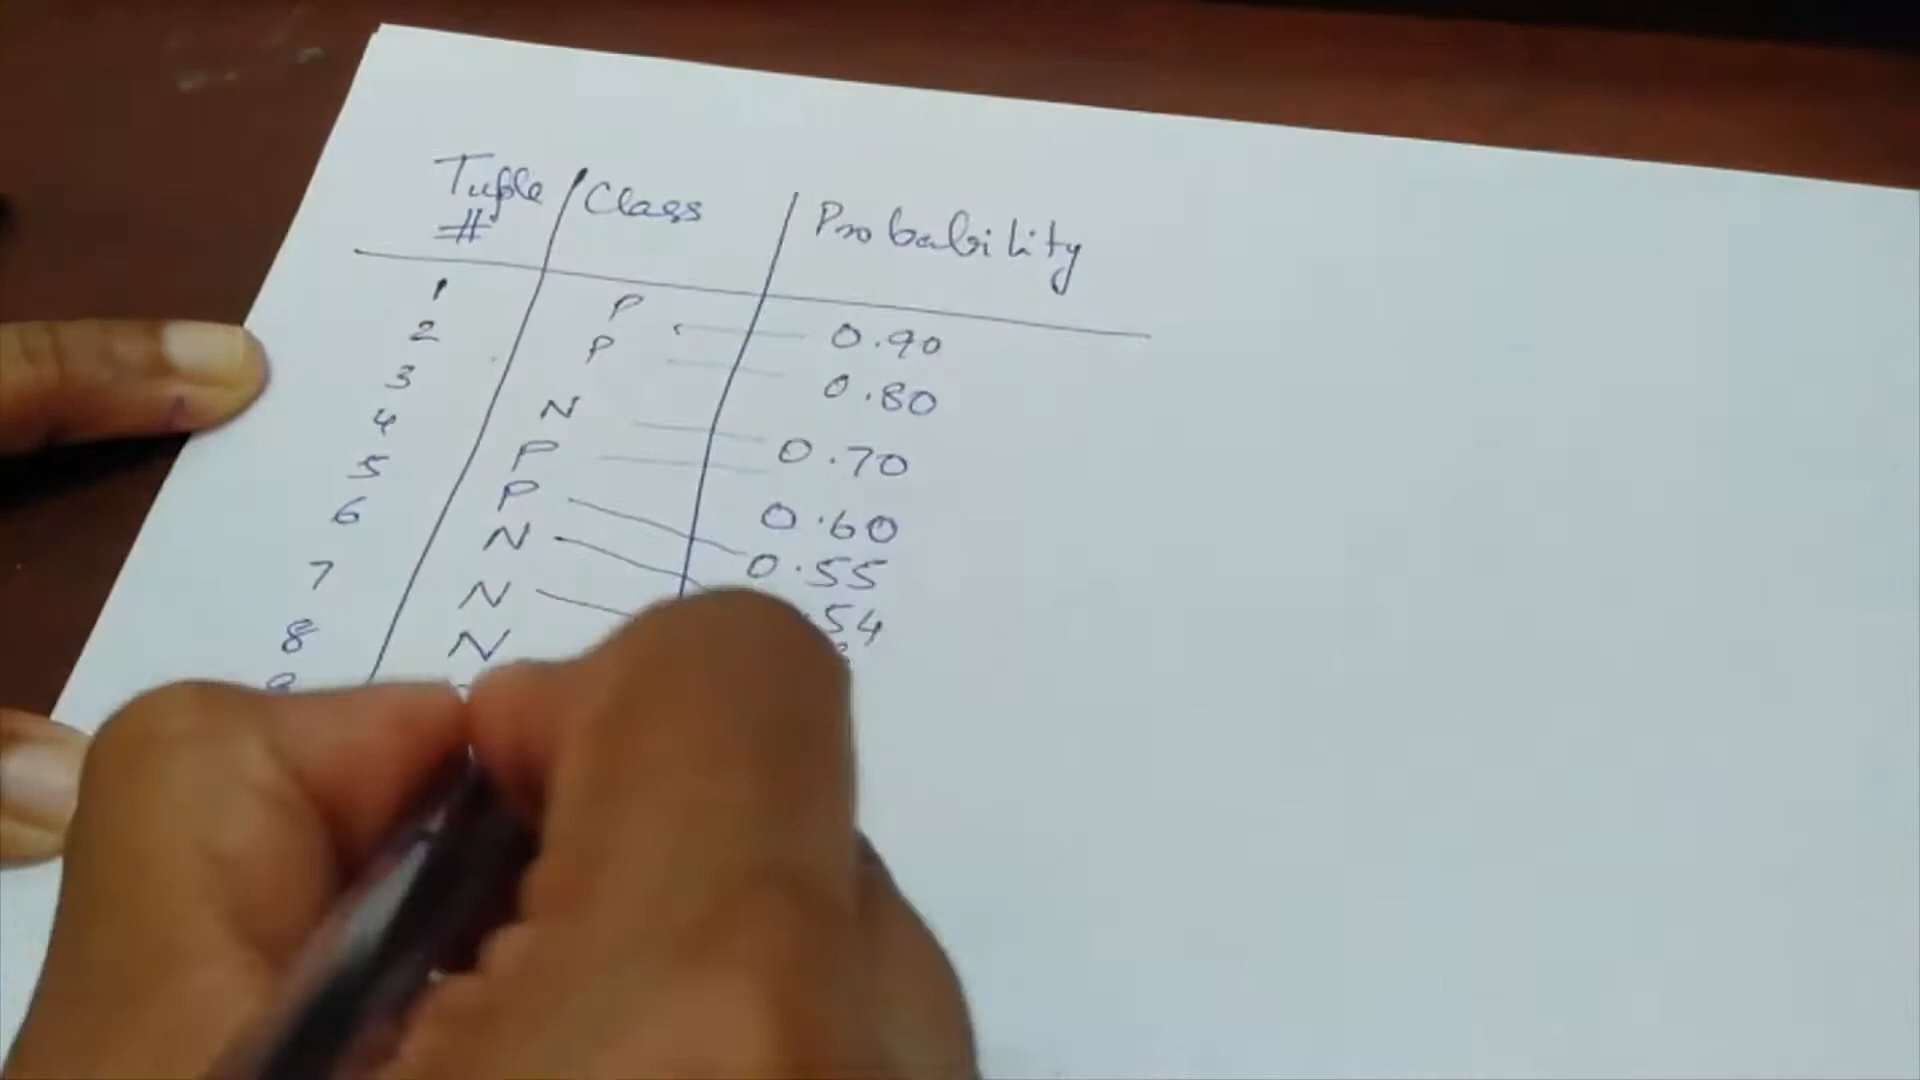 Tuple # Class Probability
1 P 0.90
2 P 0.80
3 N 0.70
4 P 0.60
5 P 0.55
6 N .54
7 N
8 N